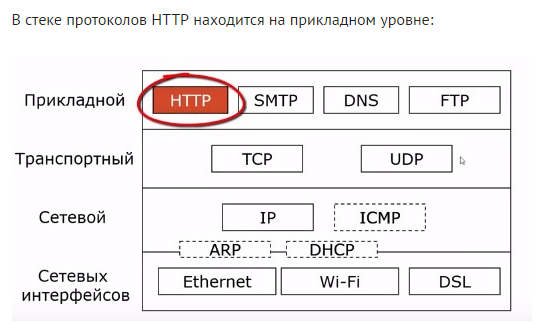 В стеке протоколов HTTP находится на прикладном уровне:
Прикладной HTTP SMTP DNS FTP
Транспортный TCP UDP
Сетевой IP ICMP
ARP DHCP
Сетевых интерфейсов Ethernet Wi-Fi DSL